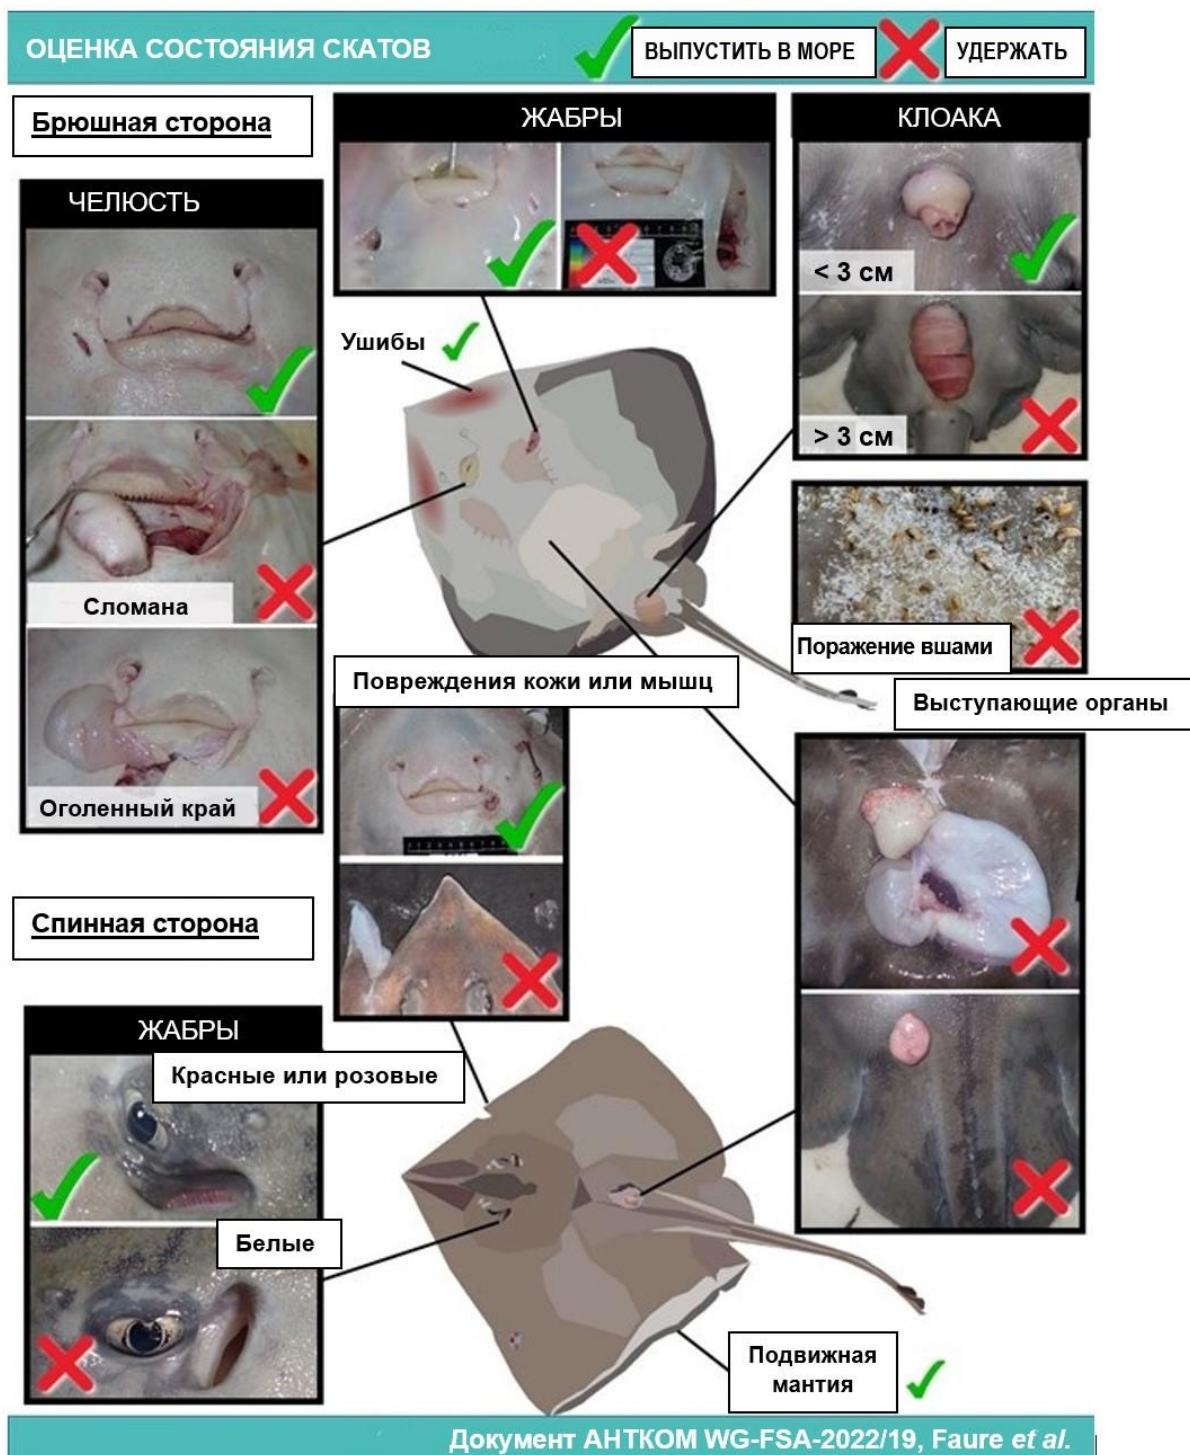 ОЦЕНКА СОСТОЯНИЯ СКАТОВ
ВЫПУСТИТЬ В МОРЕ
УДЕРЖАТЬ
Брюшная сторона
ЧЕЛЮСТЬ
Сломана
Оголенный край
ЖАБРЫ
КЛОАКА
< 3 см
> 3 см
Ушибы
Поражение вшами
Повреждения кожи или мышц
Выступающие органы
Спинная сторона
ЖАБРЫ
Красные или розовые
Белые
Подвижная
мантия
Документ АНТКОМ WG-FSA-2022/19, Faure et al.